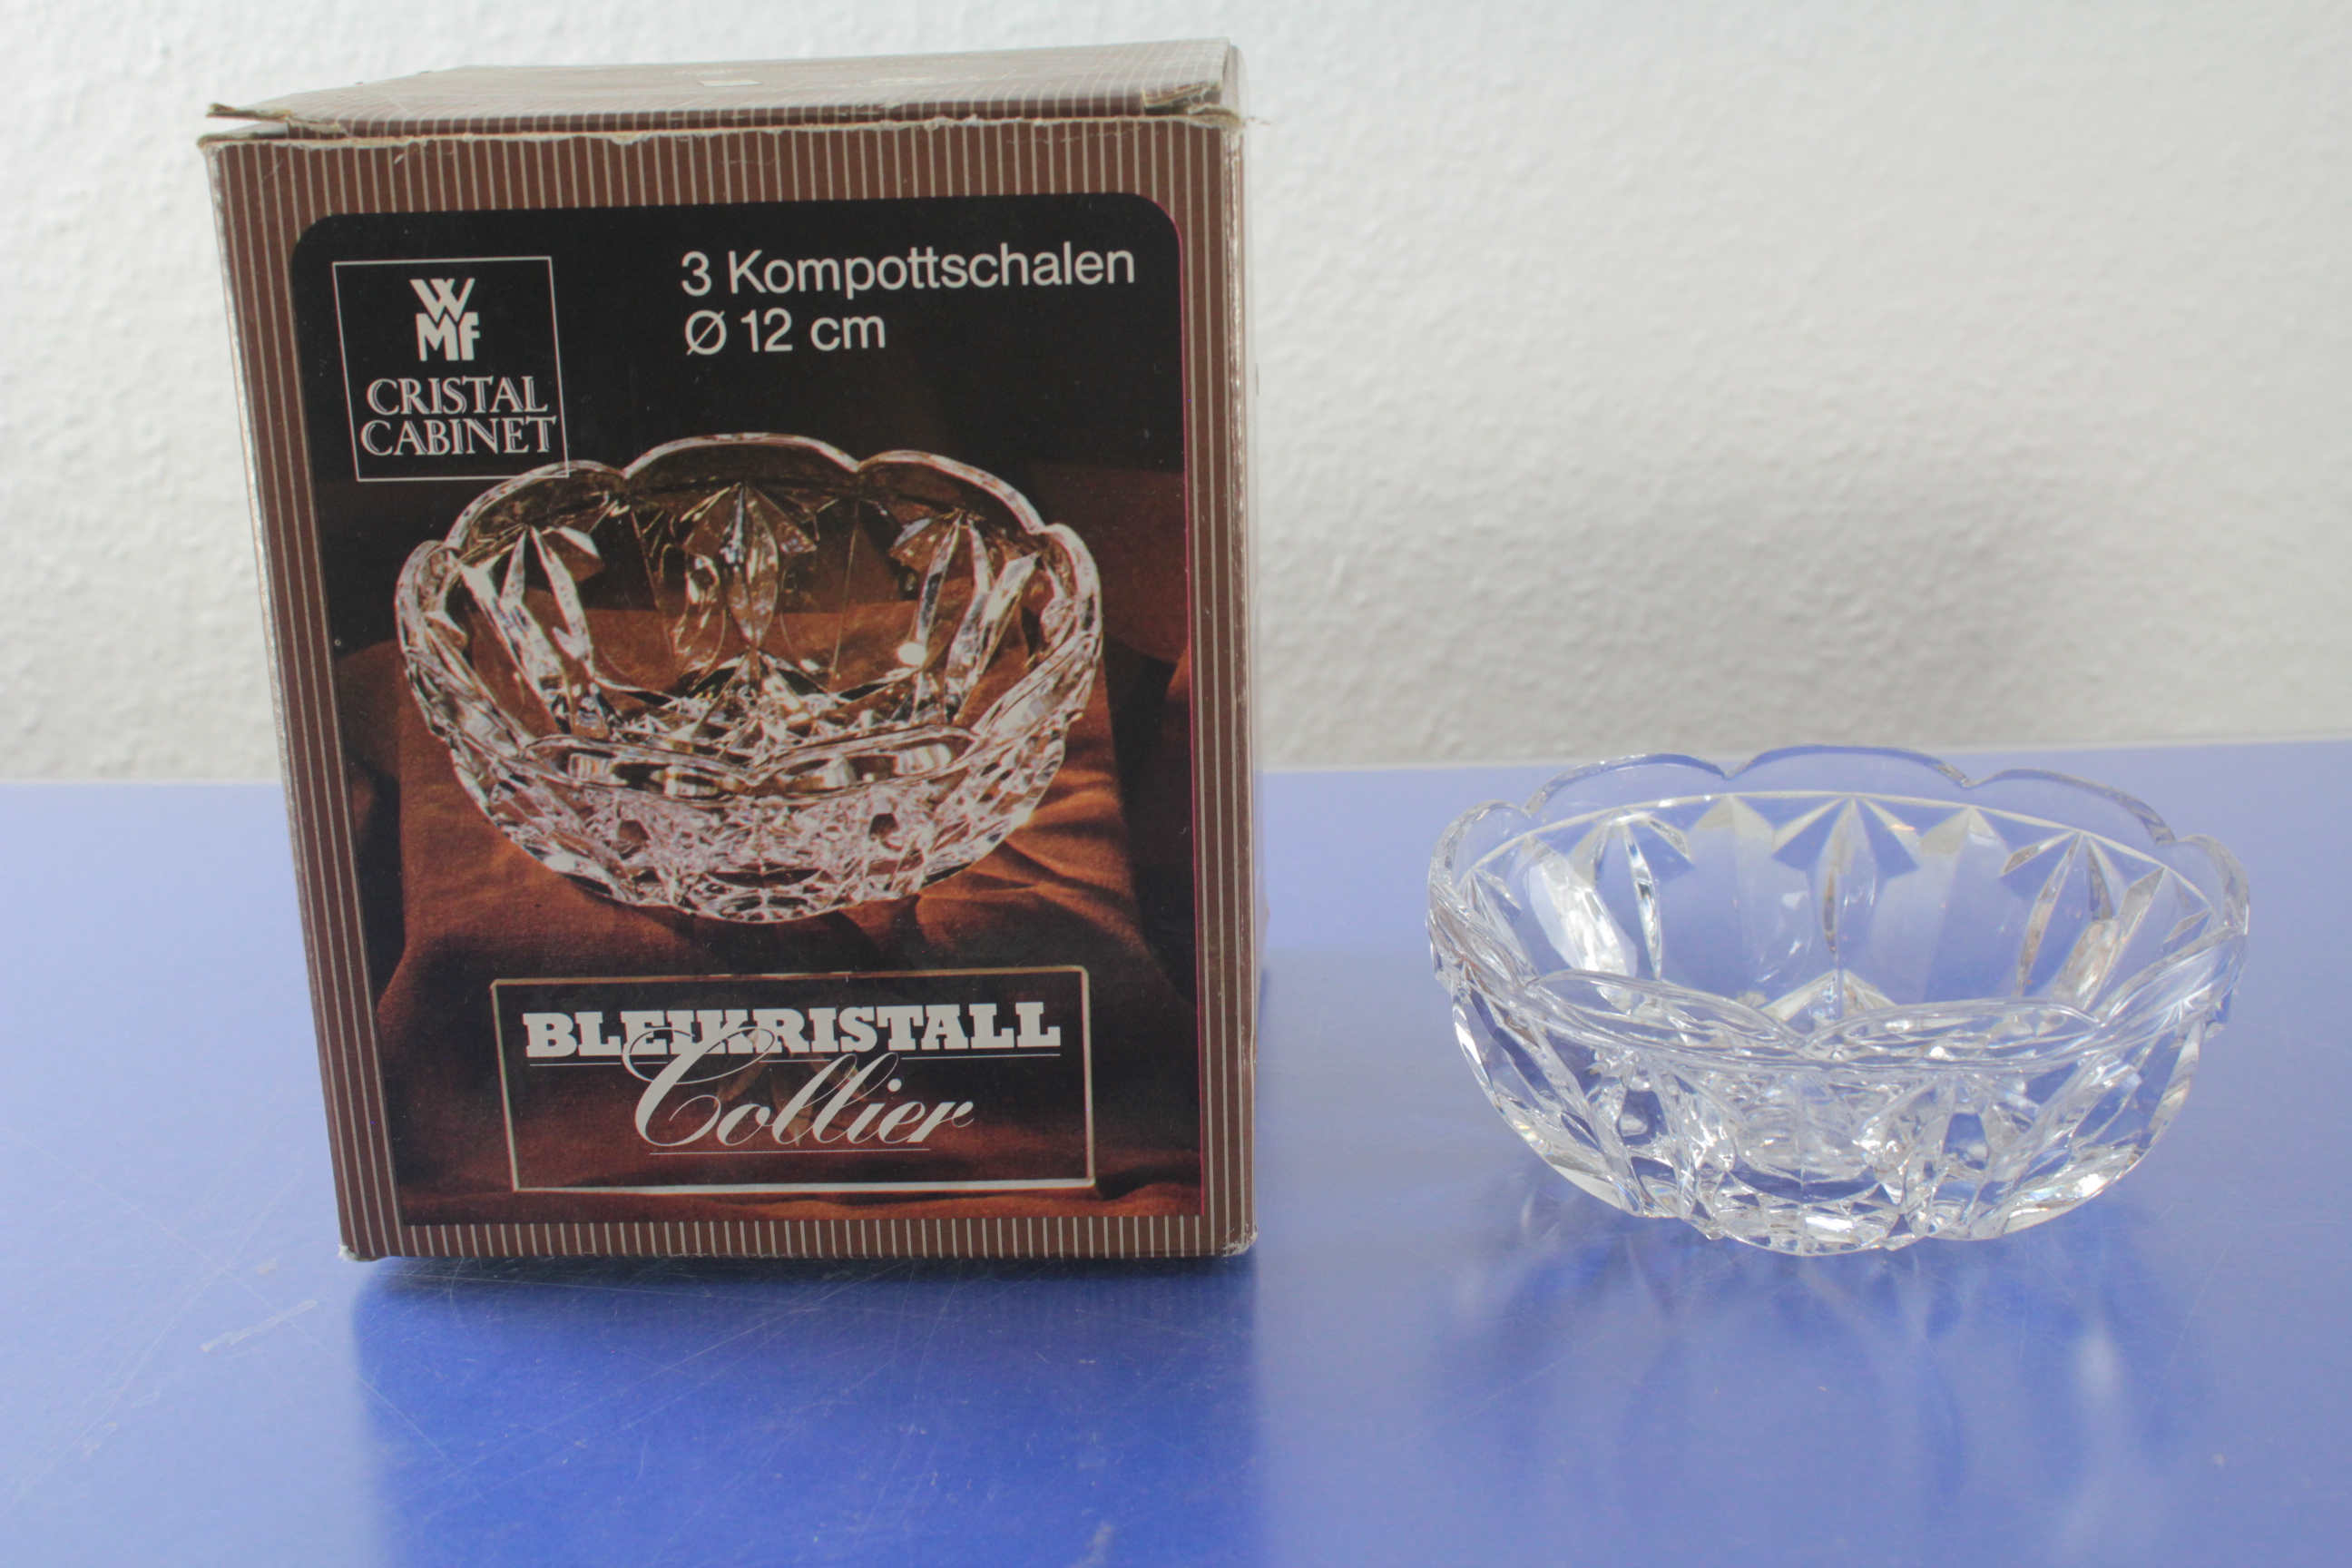 WMF
CRISTAL
CABINET
3 Kompottschalen
Ø 12 cm
BLEIKRISTALL
Collier